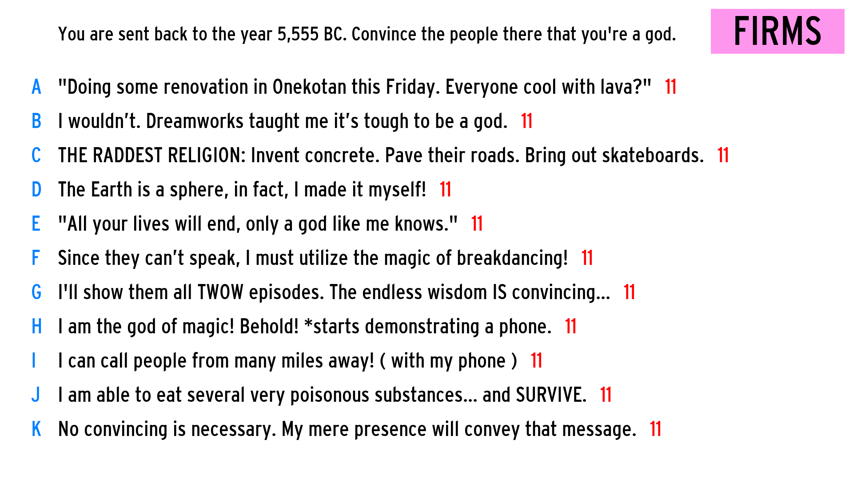 You are sent back to the year 5,555 BC. Convince the people there that you're a god.
FIRMS
A "Doing some renovation in Onekotan this Friday. Everyone cool with lava?" 11
B I wouldn’t. Dreamworks taught me it’s tough to be a god. 11
C THE RADDEST RELIGION: Invent concrete. Pave their roads. Bring out skateboards. 11
D The Earth is a sphere, in fact, I made it myself! 11
E "All your lives will end, only a god like me knows." 11
F Since they can’t speak, I must utilize the magic of breakdancing! 11
G I'll show them all TWOW episodes. The endless wisdom IS convincing... 11
H I am the god of magic! Behold! *starts demonstrating a phone. 11
I I can call people from many miles away! ( with my phone ) 11
J I am able to eat several very poisonous substances... and SURVIVE. 11
K No convincing is necessary. My mere presence will convey that message. 11